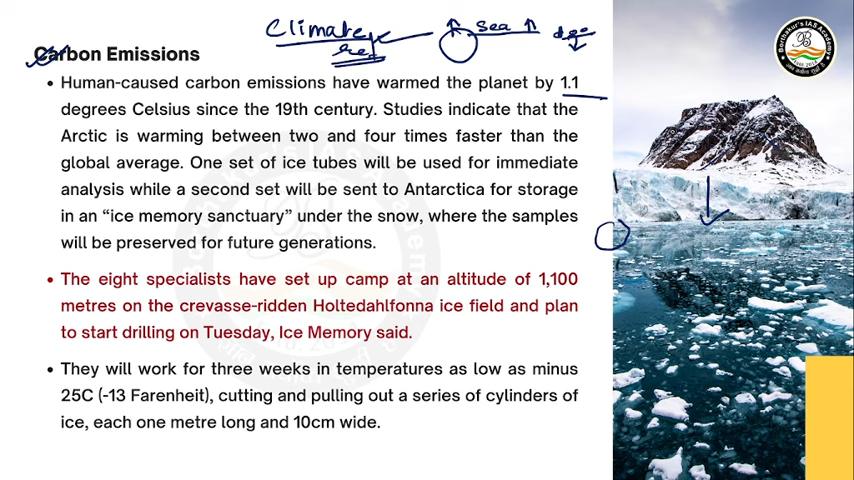 Climate
Sea
Carbon Emissions
• Human-caused carbon emissions have warmed the planet by 1.1
degrees Celsius since the 19th century. Studies indicate that the
Arctic is warming between two and four times faster than the
global average. One set of ice tubes will be used for immediate
analysis while a second set will be sent to Antarctica for storage
in an “ice memory sanctuary” under the snow, where the samples
will be preserved for future generations.
• The eight specialists have set up camp at an altitude of 1,100
metres on the crevasse-ridden Holtedahlfonna ice field and plan
to start drilling on Tuesday, Ice Memory said.
• They will work for three weeks in temperatures as low as minus
25C (-13 Farenheit), cutting and pulling out a series of cylinders of
ice, each one metre long and 10cm wide.
Borthakur's IAS Academy
B